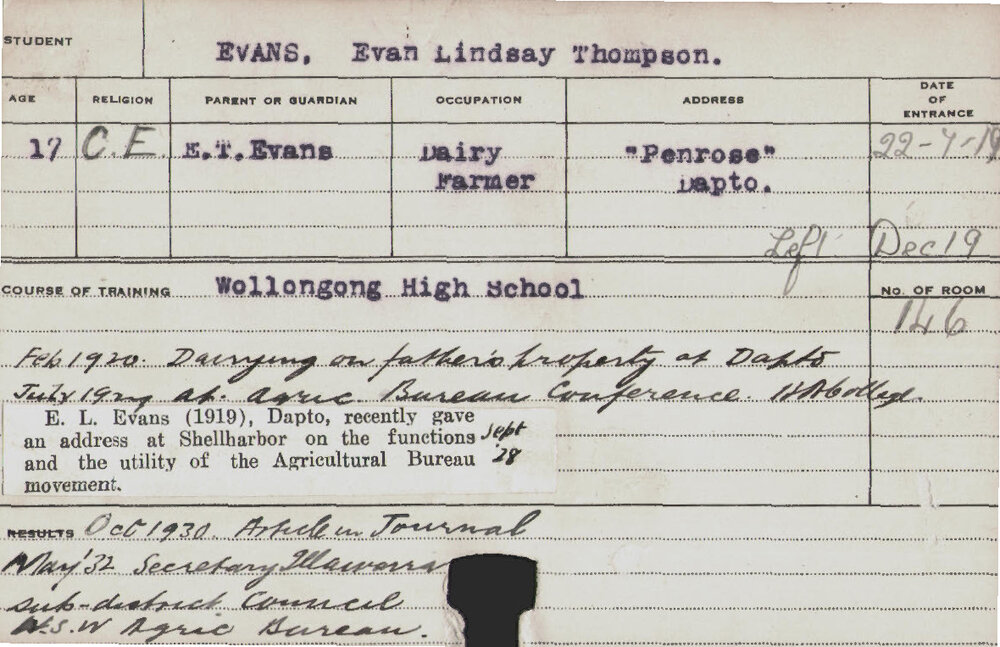 STUDENT EVANS, Evan Lindsay Thompson.
AGE RELIGION PARENT OR GUARDIAN OCCUPATION ADDRESS DATE OF ENTRANCE
17 C.E. E.T.Evans Dairy "Penrose" 22-7-19
Farmer Dapto.
Left Dec 19
COURSE OF TRAINING Wollongong High School No. OF ROOM
146
Feb 1920. Dairying on father's property at Dapto
July 1927 at Agric. Bureau Conference. H A College.
E. L. Evans (1919), Dapto, recently gave
an address at Shellharbor on the functions Sept
and the utility of the Agricultural Bureau '28
movement.
RESULTS Oct 1930. Article in Journal
May '32 Secretary Illawarra
sub-district Council
N.S.W Agric Bureau.